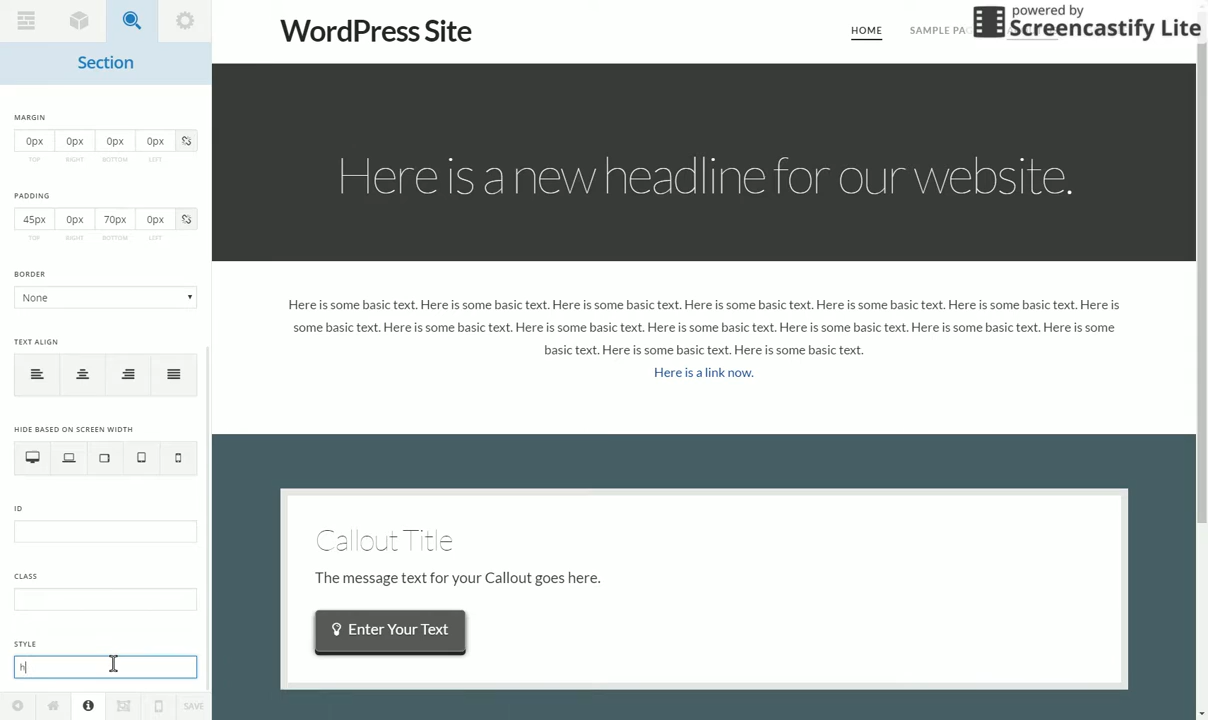 WordPress Site
HOME
SAMPLE PAG
powered by
Screencastify Lite
Section
MARGIN
0px 0px 0px 0px
TOP RIGHT BOTTOM LEFT
PADDING
45px 0px 70px 0px
TOP RIGHT BOTTOM LEFT
BORDER
None
TEXT ALIGN
HIDE BASED ON SCREEN WIDTH
ID
CLASS
STYLE
h
SAVE
Here is a new headline for our website.
Here is some basic text. Here is some basic text. Here is some basic text. Here is some basic text. Here is some basic text. Here is some basic text. Here is
some basic text. Here is some basic text. Here is some basic text. Here is some basic text. Here is some basic text. Here is some basic text. Here is some
basic text. Here is some basic text. Here is some basic text.
Here is a link now.
Callout Title
The message text for your Callout goes here.
Enter Your Text